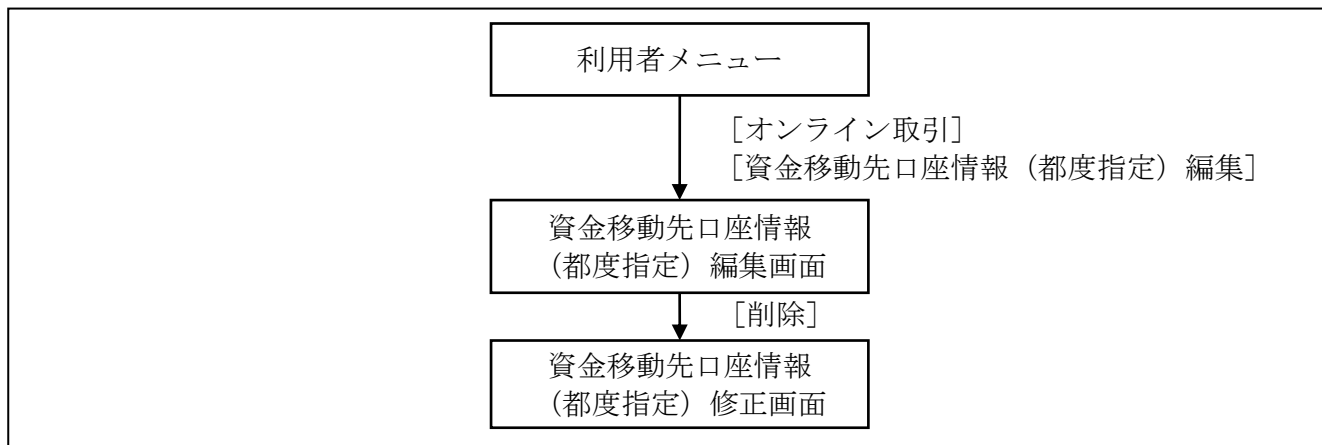 利用者メニュー
［オンライン取引］
［資金移動先口座情報（都度指定）編集］
資金移動先口座情報
（都度指定）編集画面
［削除］
資金移動先口座情報
（都度指定）修正画面